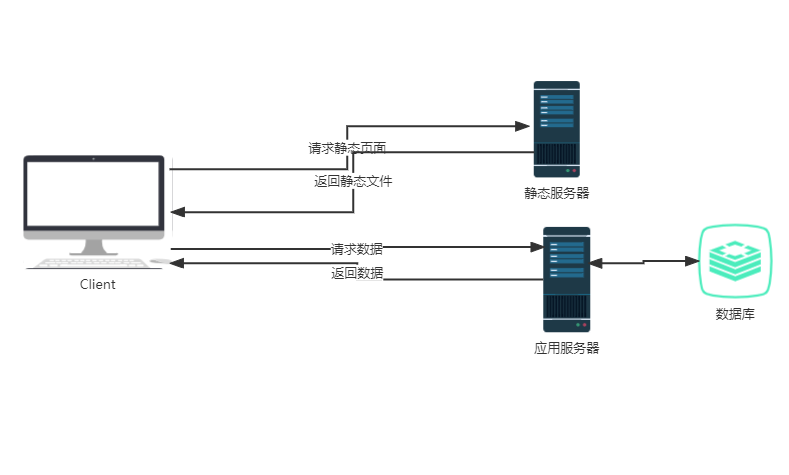 请求静态页面
返回静态文件
静态服务器
请求数据
返回数据
Client
数据库
应用服务器